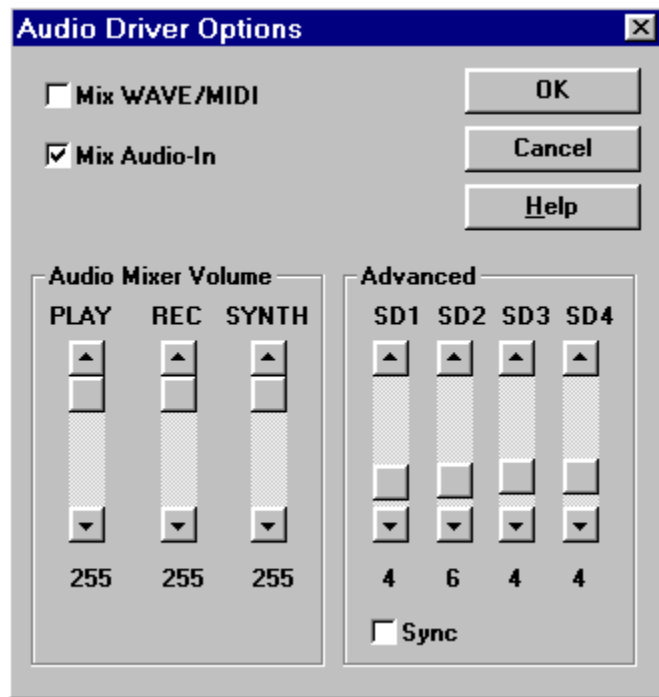 Audio Driver Options
Mix WAVE/MIDI
OK
Mix Audio-In
Cancel
Help
Audio Mixer Volume
PLAY REC SYNTH
255 255 255
Advanced
SD1 SD2 SD3 SD4
4 6 4 4
Sync